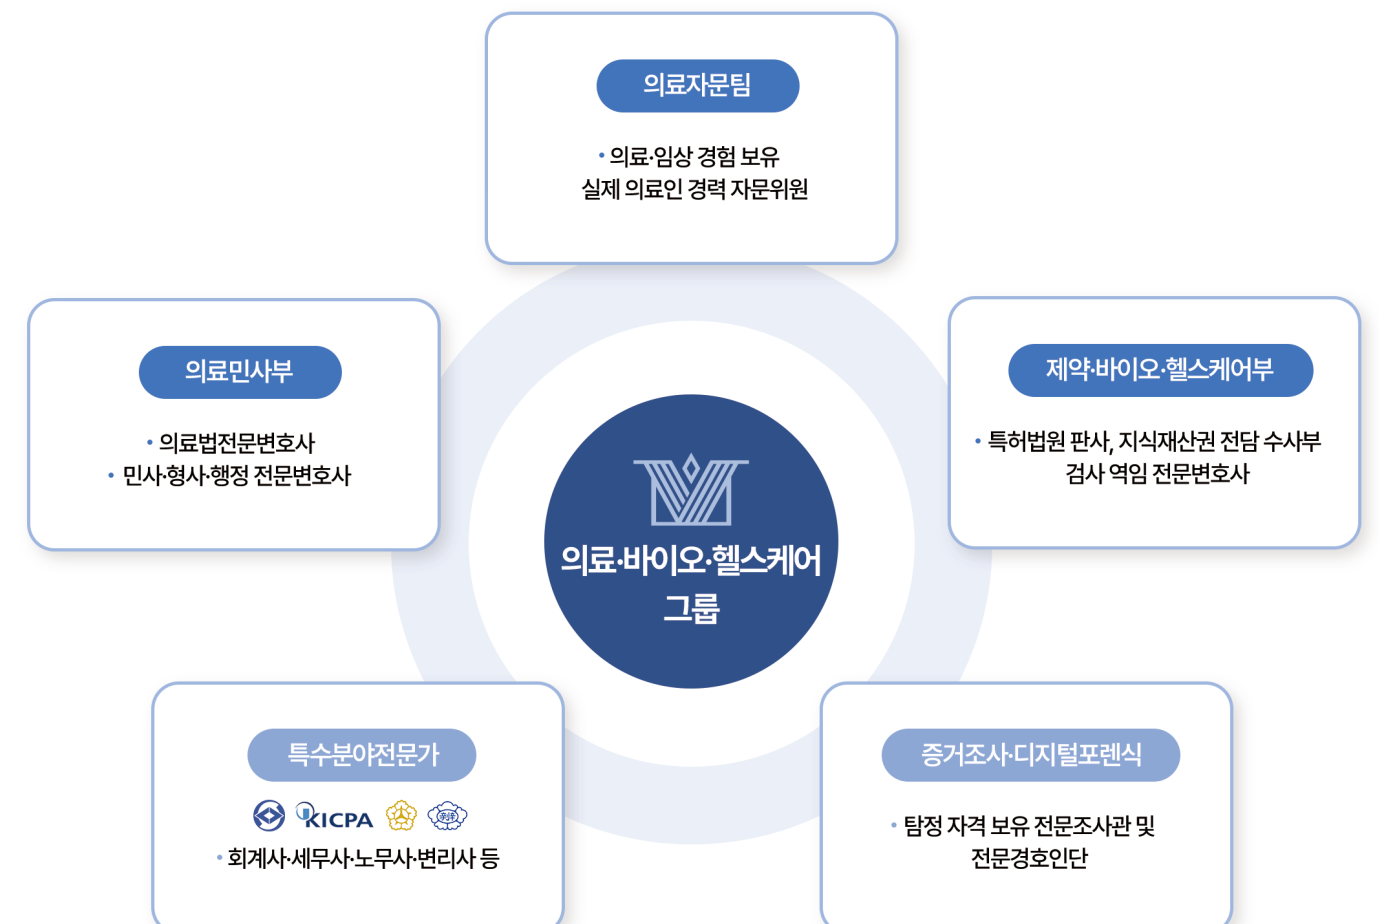 의료자문팀
• 의료·임상 경험 보유
실제 의료인 경력 자문위원
의료민사부
• 의료법전문변호사
• 민사·형사·행정 전문변호사
제약·바이오·헬스케어부
• 특허법원 판사, 지식재산권 전담 수사부
검사 역임 전문변호사
의료·바이오·헬스케어
그룹
특수분야전문가
KICPA
• 회계사·세무사·노무사·변리사 등
증거조사·디지털포렌식
• 탐정 자격 보유 전문조사관 및
전문경호인단